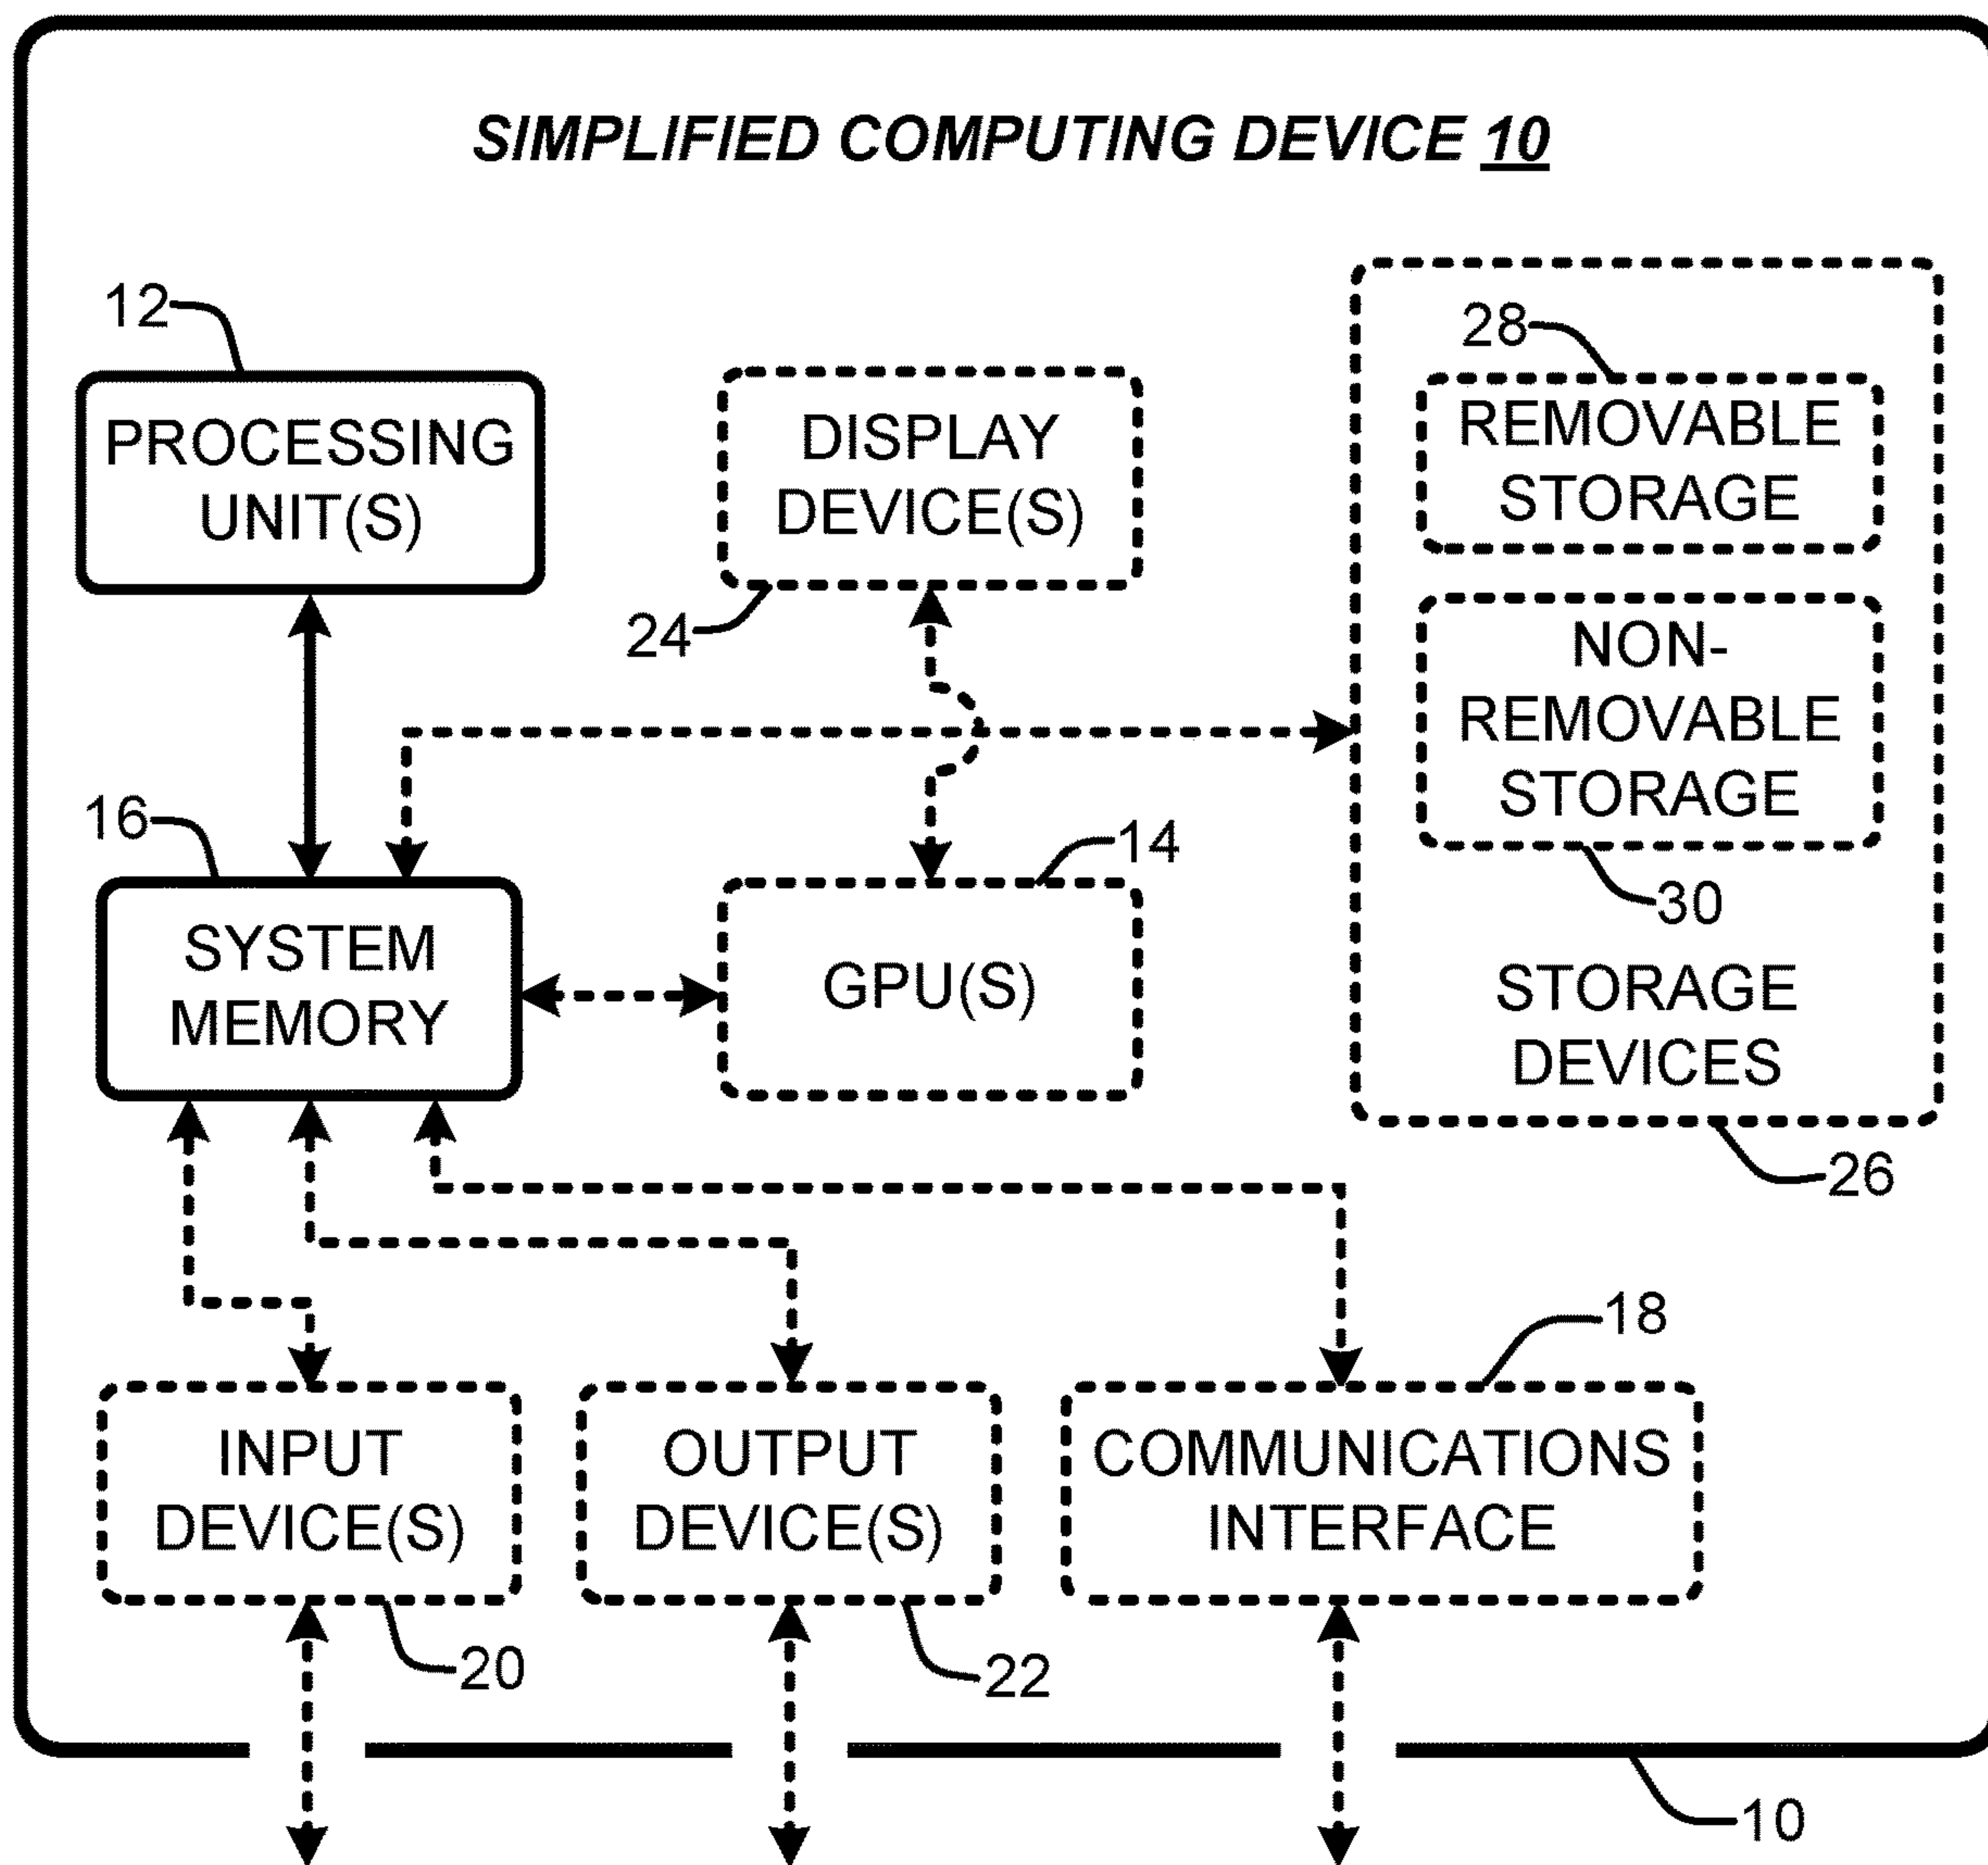 SIMPLIFIED COMPUTING DEVICE 10
12
PROCESSING
UNIT(S)
DISPLAY
DEVICE(S)
24
28
REMOVABLE
STORAGE
NON-
REMOVABLE
STORAGE
30
STORAGE
DEVICES
26
16
SYSTEM
MEMORY
14
GPU(S)
18
INPUT
DEVICE(S)
20
OUTPUT
DEVICE(S)
22
COMMUNICATIONS
INTERFACE
10